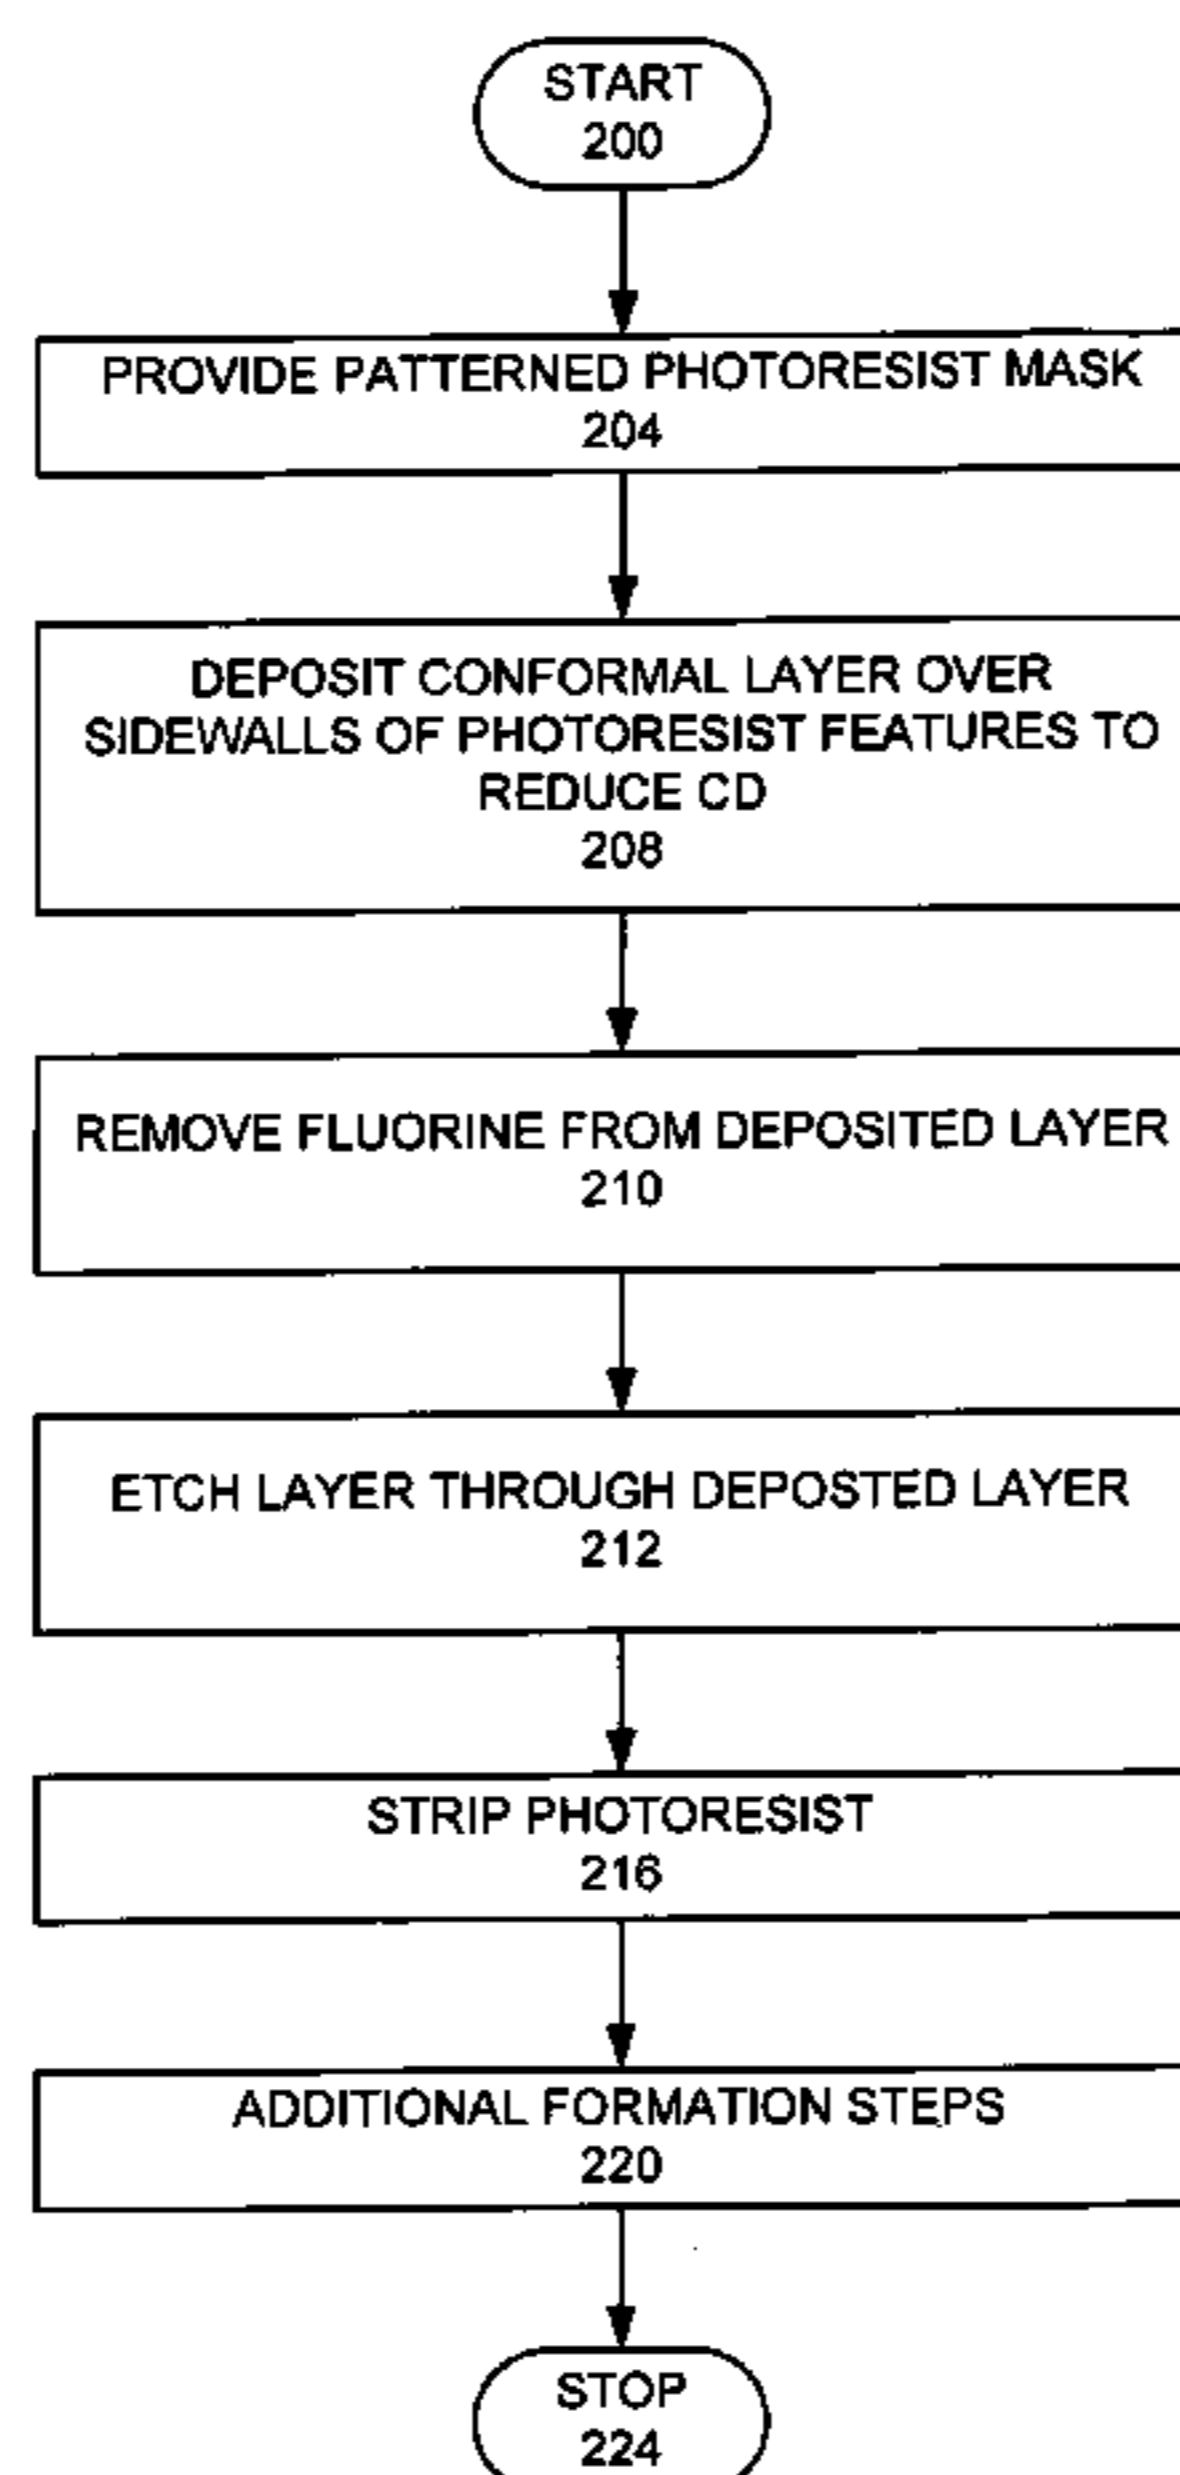 START
200
PROVIDE PATTERNED PHOTORESIST MASK
204
DEPOSIT CONFORMAL LAYER OVER
SIDEWALLS OF PHOTORESIST FEATURES TO
REDUCE CD
208
REMOVE FLUORINE FROM DEPOSITED LAYER
210
ETCH LAYER THROUGH DEPOSTED LAYER
212
STRIP PHOTORESIST
216
ADDITIONAL FORMATION STEPS
220
STOP
224